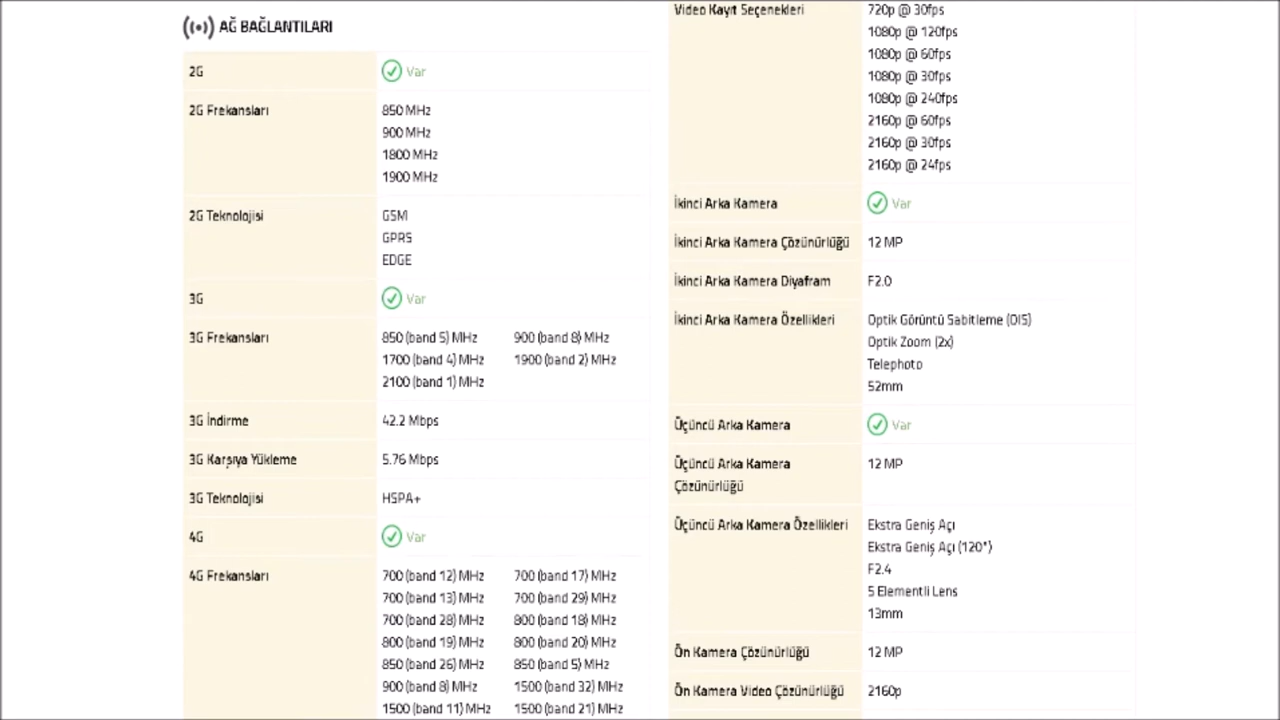 AĞ BAĞLANTILARI
2G Var
2G Frekansları 850 MHz
900 MHz
1800 MHz
1900 MHz
2G Teknolojisi GSM
GPRS
EDGE
3G Var
3G Frekansları 850 (band 5) MHz 900 (band 8) MHz
1700 (band 4) MHz 1900 (band 2) MHz
2100 (band 1) MHz
3G İndirme 42.2 Mbps
3G Karşıya Yükleme 5.76 Mbps
3G Teknolojisi HSPA+
4G Var
4G Frekansları 700 (band 12) MHz 700 (band 17) MHz
700 (band 13) MHz 700 (band 29) MHz
700 (band 28) MHz 800 (band 18) MHz
800 (band 19) MHz 800 (band 20) MHz
850 (band 26) MHz 850 (band 5) MHz
900 (band 8) MHz 1500 (band 32) MHz
1500 (band 11) MHz 1500 (band 21) MHz
Video Kayıt Seçenekleri 720p @ 30fps
1080p @ 120fps
1080p @ 60fps
1080p @ 30fps
1080p @ 240fps
2160p @ 60fps
2160p @ 30fps
2160p @ 24fps
İkinci Arka Kamera Var
İkinci Arka Kamera Çözünürlüğü 12 MP
İkinci Arka Kamera Diyafram F2.0
İkinci Arka Kamera Özellikleri Optik Görüntü Sabitleme (OIS)
Optik Zoom (2x)
Telephoto
52mm
Üçüncü Arka Kamera Var
Üçüncü Arka Kamera 12 MP
Çözünürlüğü
Üçüncü Arka Kamera Özellikleri Ekstra Geniş Açı
Ekstra Geniş Açı (120°)
F2.4
5 Elementli Lens
13mm
Ön Kamera Çözünürlüğü 12 MP
Ön Kamera Video Çözünürlüğü 2160p